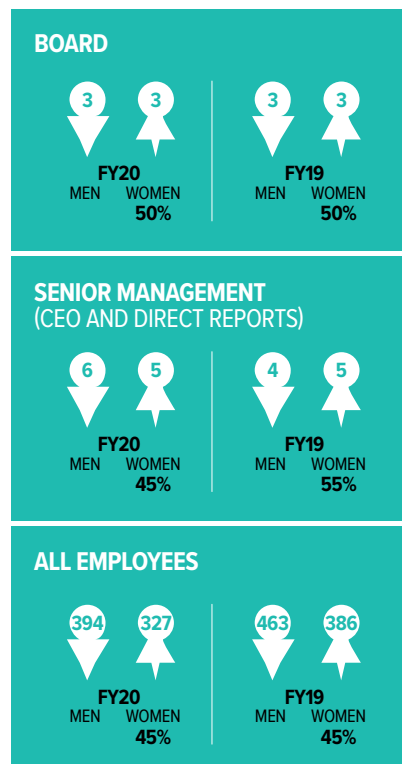 BOARD
3 3 3 3
FY20 FY19
MEN WOMEN MEN WOMEN
50% 50%
SENIOR MANAGEMENT
(CEO AND DIRECT REPORTS)
6 5 4 5
FY20 FY19
MEN WOMEN MEN WOMEN
45% 55%
ALL EMPLOYEES
394 327 463 386
FY20 FY19
MEN WOMEN MEN WOMEN
45% 45%